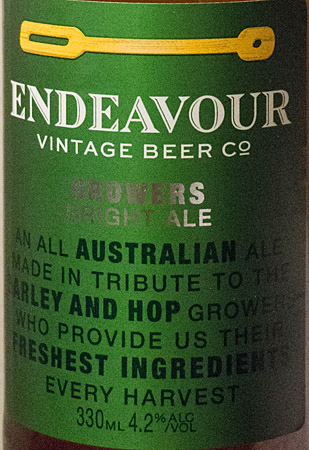 ENDEAVOUR
VINTAGE BEER CO
GROWERS
BRIGHT ALE
AN ALL AUSTRALIAN ALE
MADE IN TRIBUTE TO THE
BARLEY AND HOP GROWERS
WHO PROVIDE US THEIR
FRESHEST INGREDIENTS
EVERY HARVEST
330ML 4.2% ALC/VOL